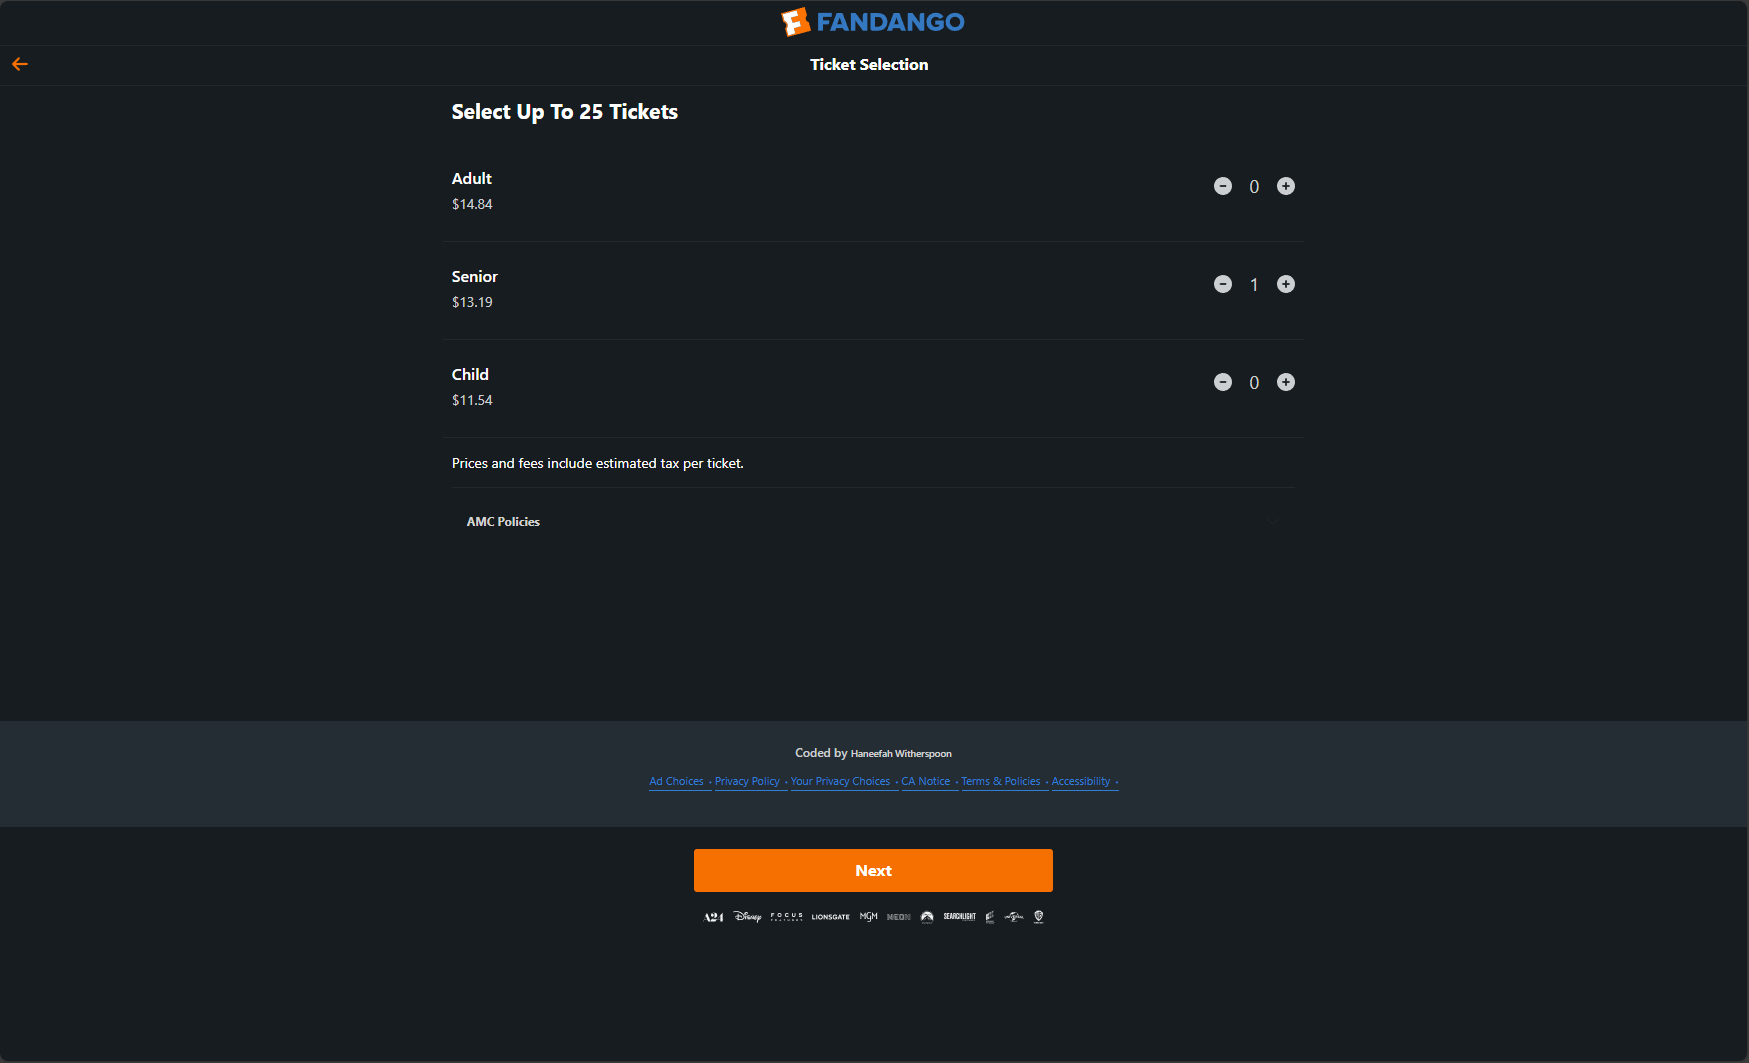 FANDANGO
Ticket Selection
Select Up To 25 Tickets
Adult
$14.84
0
Senior
$13.19
1
Child
$11.54
0
Prices and fees include estimated tax per ticket.
AMC Policies
Coded by Haneefah Witherspoon
Ad Choices • Privacy Policy • Your Privacy Choices • CA Notice • Terms & Policies • Accessibility •
Next
A24 Disney FOCUS FEATURES LIONSGATE MGM NEON SEARCHLIGHT